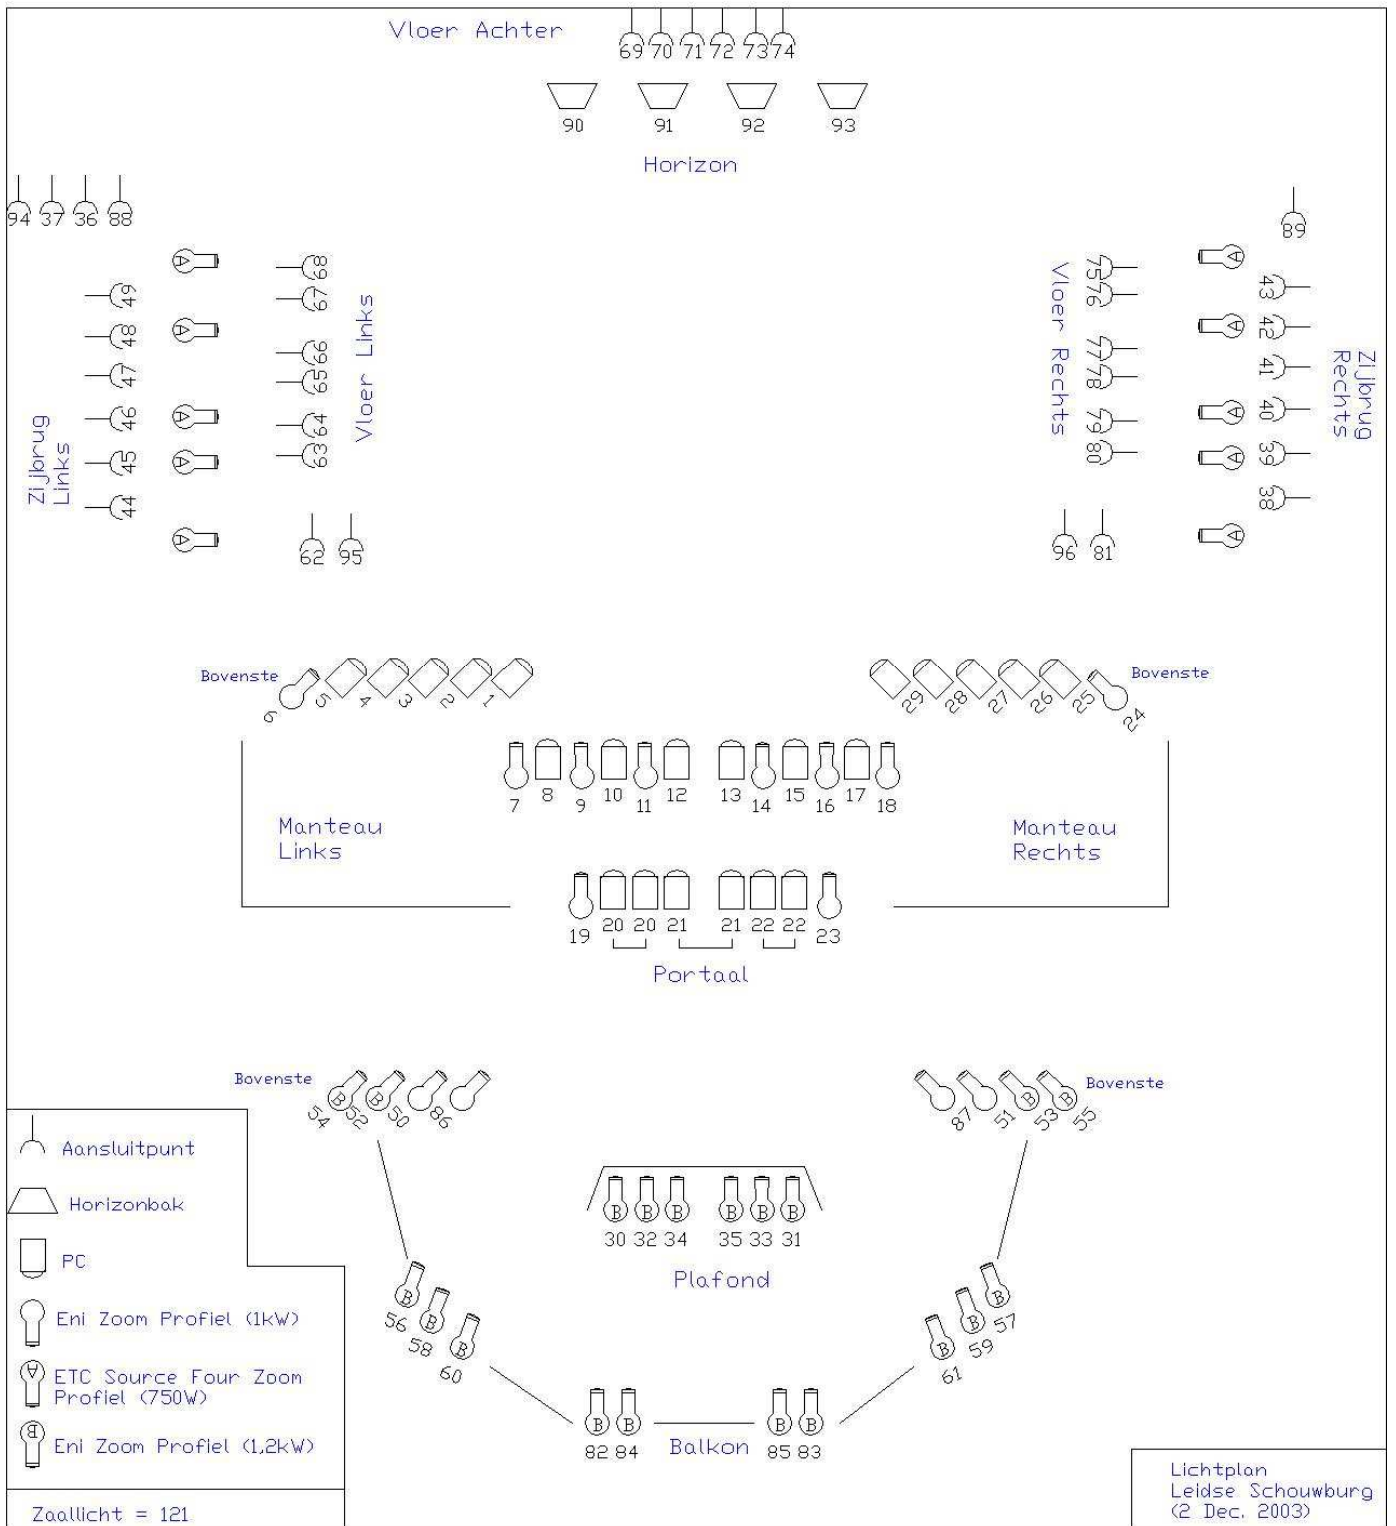 Vloer Achter
69 70 71 72 73 74
90 91 92 93
Horizon
94 37 36 88
89
49
48
47
46
45
44
Zijbrug
Links
68
67
66
65
64
63
Vloer Links
62 95
75
76
77
78
79
80
Vloer Rechts
96 81
43
42
41
40
39
38
Zijbrug
Rechts
A
A
A
A
A
A
A
A
A
A
Bovenste
6 5 4 3 2 1
29 28 27 26 25 24
Bovenste
7 8 9 10 11 12 13 14 15 16 17 18
Manteau
Links
Manteau
Rechts
19 20 20 21 21 22 22 23
Portaal
Bovenste
B B
54 52 50 86
B B
87 51 53 55
Bovenste
B B B B B B
30 32 34 35 33 31
Plafond
B B B
56 58 60
B B B
61 59 57
B B B B
82 84 85 83
Balkon
Aansluitpunt
Horizonbak
PC
Eni Zoom Profiel (1kW)
A
ETC Source Four Zoom
Profiel (750W)
B
Eni Zoom Profiel (1,2kW)
Zaallicht = 121
Lichtplan
Leidse Schouwburg
(2 Dec. 2003)